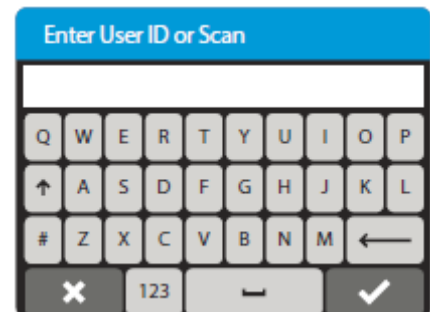 Enter User ID or Scan
Q W E R T Y U I O P
↑ A S D F G H J K L
# Z X C V B N M ←
123